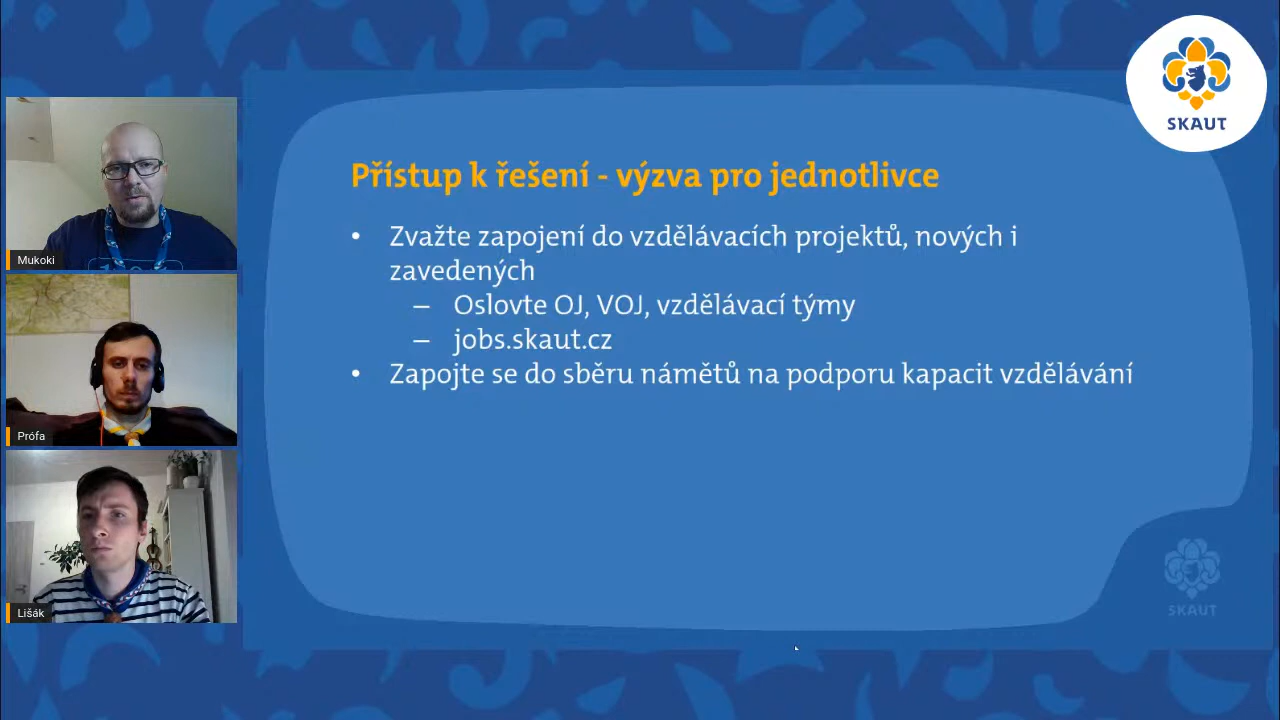 SKAUT
Přístup k řešení - výzva pro jednotlivce
• Zvažte zapojení do vzdělávacích projektů, nových i
zavedených
– Oslovte OJ, VOJ, vzdělávací týmy
– jobs.skaut.cz
• Zapojte se do sběru námětů na podporu kapacit vzdělávání
Mukoki
Prófa
Lišák
SKAUT